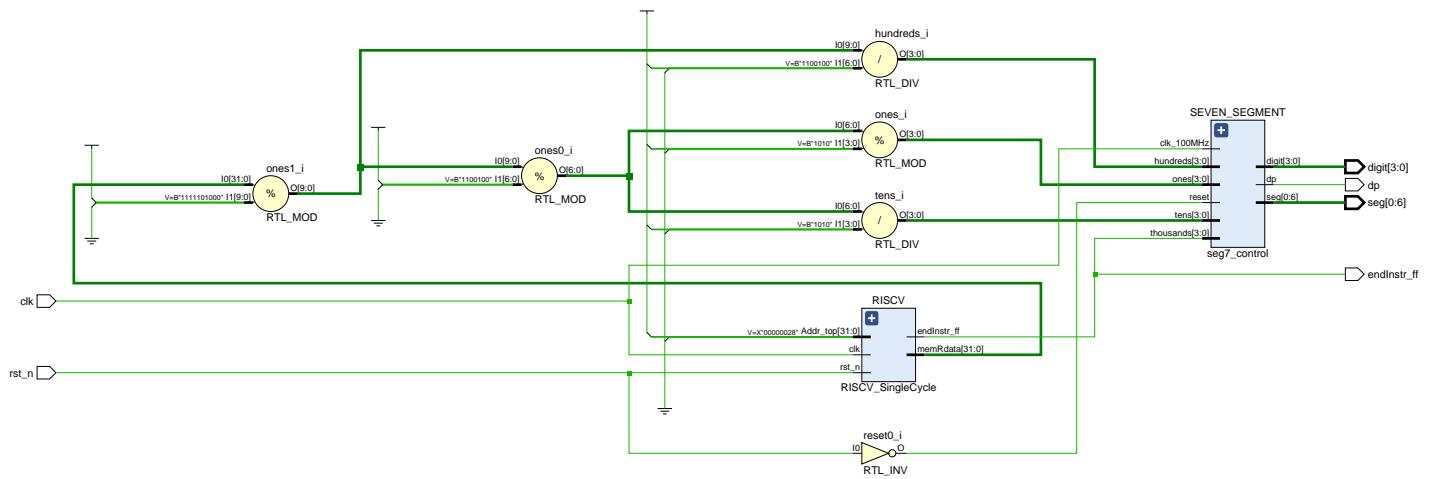 hundreds_i
I0[9:0]
O[3:0]
/
V=B"1100100" I1[6:0]
RTL_DIV
ones_i
I0[6:0]
O[3:0]
%
V=B"1010" I1[3:0]
RTL_MOD
SEVEN_SEGMENT
clk_100MHz
hundreds[3:0]
digit[3:0]
digit[3:0]
ones[3:0]
dp
dp
reset
seg[0:6]
seg[0:6]
tens[3:0]
thousands[3:0]
seg7_control
ones1_i
I0[31:0]
O[9:0]
%
V=B"1111101000" I1[9:0]
RTL_MOD
ones0_i
I0[9:0]
O[6:0]
%
V=B"1100100" I1[6:0]
RTL_MOD
tens_i
I0[6:0]
O[3:0]
/
V=B"1010" I1[3:0]
RTL_DIV
endInstr_ff
clk
RISCV
V=X"00000028" Addr_top[31:0]
endInstr_ff
clk
memRdata[31:0]
rst_n
RISCV_SingleCycle
rst_n
reset0_i
I0
O
RTL_INV